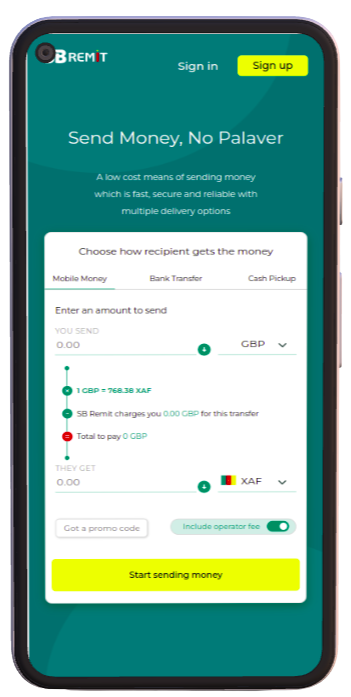 SB REMIT
Sign in
Sign up
Send Money, No Palaver
A low cost means of sending money
which is fast, secure and reliable with
multiple delivery options
Choose how recipient gets the money
Mobile Money
Bank Transfer
Cash Pickup
Enter an amount to send
YOU SEND
0.00
GBP
1 GBP = 768.38 XAF
SB Remit charges you 0.00 GBP for this transfer
Total to pay 0 GBP
THEY GET
0.00
XAF
Got a promo code
Include operator fee
Start sending money